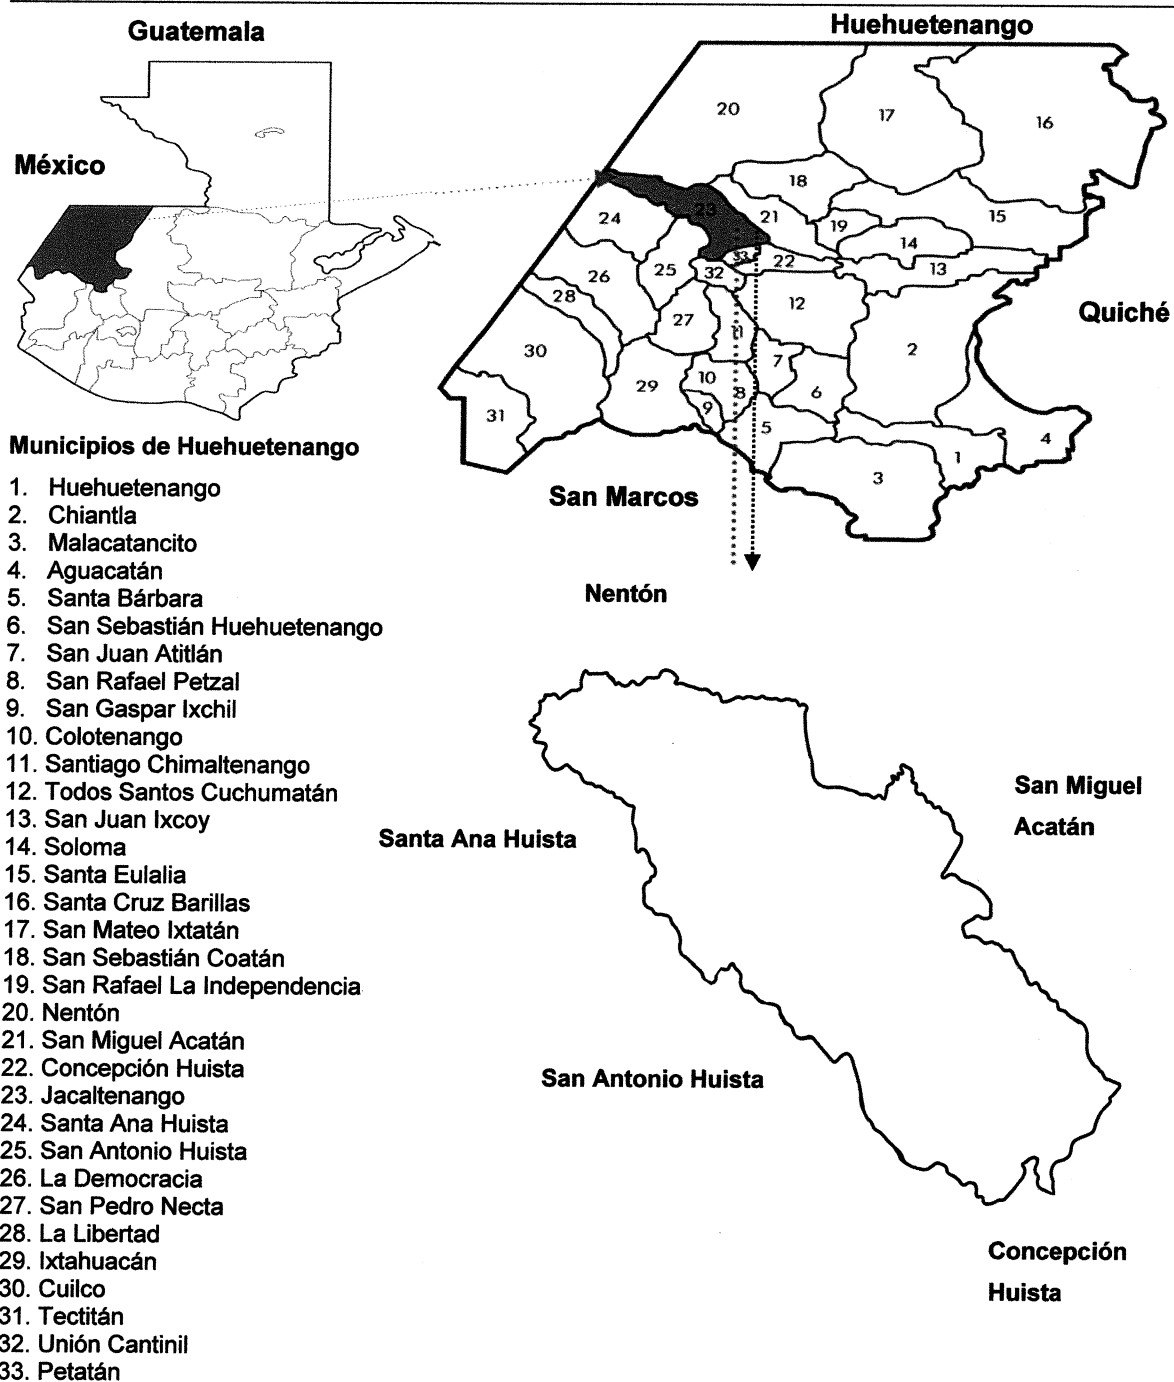 Guatemala
México
Huehuetenango
20
17
16
18
23
21
15
24
19
14
33
22
13
26
25
32
28
12
27
11
30
2
7
10
29
8
6
31
9
5
4
1
3
Quiché
San Marcos
Municipios de Huehuetenango
1. Huehuetenango
2. Chiantla
3. Malacatancito
4. Aguacatán
5. Santa Bárbara
6. San Sebastián Huehuetenango
7. San Juan Atitlán
8. San Rafael Petzal
9. San Gaspar Ixchil
10. Colotenango
11. Santiago Chimaltenango
12. Todos Santos Cuchumatán
13. San Juan Ixcoy
14. Soloma
15. Santa Eulalia
16. Santa Cruz Barillas
17. San Mateo Ixtatán
18. San Sebastián Coatán
19. San Rafael La Independencia
20. Nentón
21. San Miguel Acatán
22. Concepción Huista
23. Jacaltenango
24. Santa Ana Huista
25. San Antonio Huista
26. La Democracia
27. San Pedro Necta
28. La Libertad
29. Ixtahuacán
30. Cuilco
31. Tectitán
32. Unión Cantinil
33. Petatán
Nentón
San Miguel
Acatán
Santa Ana Huista
San Antonio Huista
Concepción
Huista